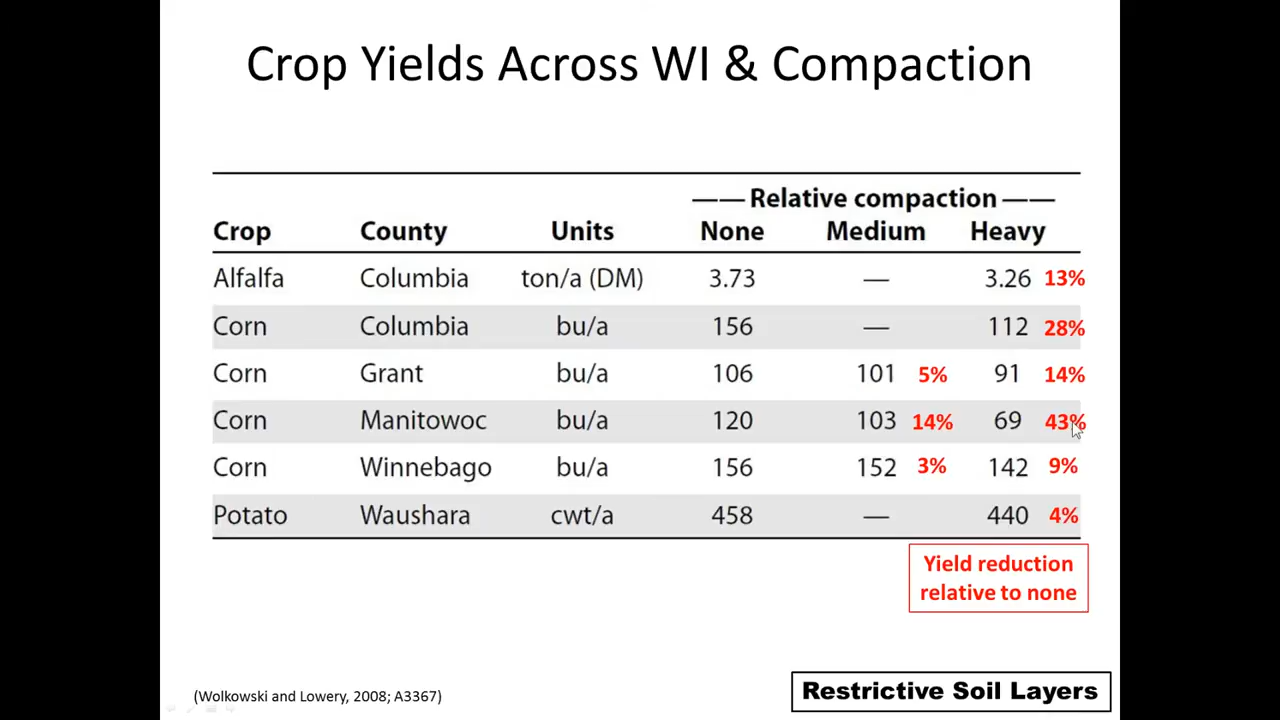 Crop Yields Across WI & Compaction
—— Relative compaction ——
Crop County Units None Medium Heavy
Alfalfa Columbia ton/a (DM) 3.73 — 3.26 13%
Corn Columbia bu/a 156 — 112 28%
Corn Grant bu/a 106 101 5% 91 14%
Corn Manitowoc bu/a 120 103 14% 69 43%
Corn Winnebago bu/a 156 152 3% 142 9%
Potato Waushara cwt/a 458 — 440 4%
Yield reduction
relative to none
(Wolkowski and Lowery, 2008; A3367)
Restrictive Soil Layers